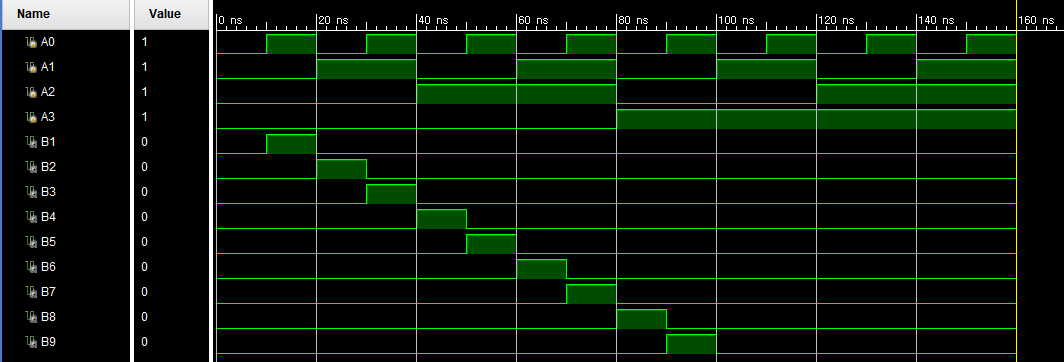 Name Value
0 ns 20 ns 40 ns 60 ns 80 ns 100 ns 120 ns 140 ns 160 ns
A0 1
A1 1
A2 1
A3 1
B1 0
B2 0
B3 0
B4 0
B5 0
B6 0
B7 0
B8 0
B9 0